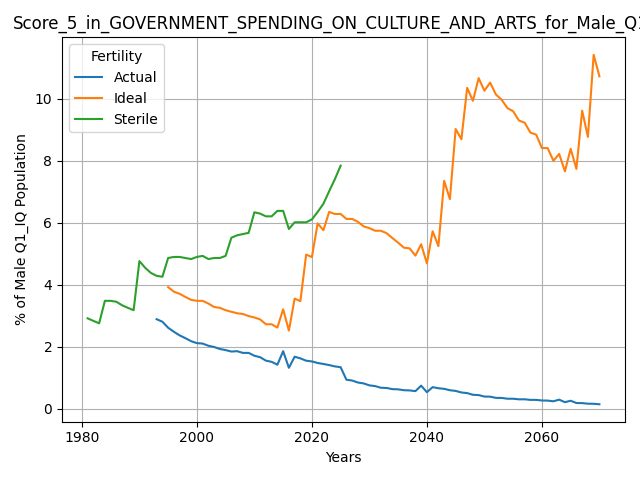 Score_5_in_GOVERNMENT_SPENDING_ON_CULTURE_AND_ARTS_for_Male_Q1
Fertility
Actual
Ideal
Sterile
% of Male Q1_IQ Population
10
8
6
4
2
0
1980 2000 2020 2040 2060
Years